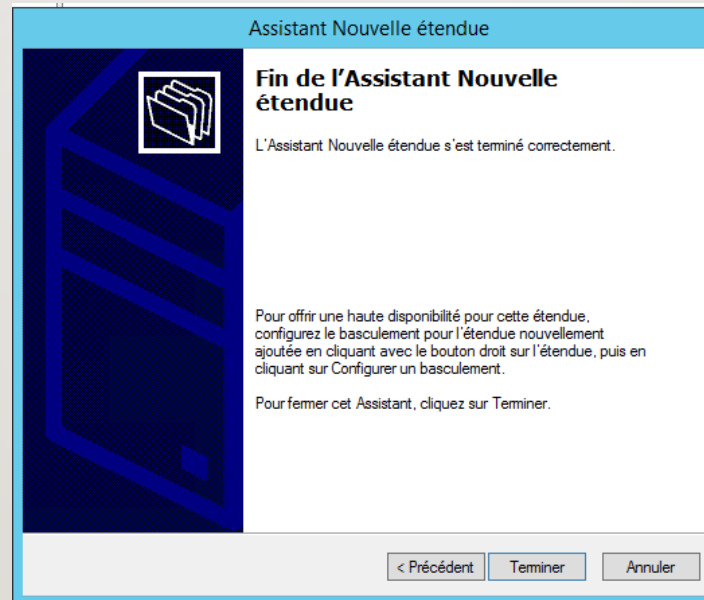 Assistant Nouvelle étendue
Fin de l'Assistant Nouvelle
étendue
L'Assistant Nouvelle étendue s'est terminé correctement.
Pour offrir une haute disponibilité pour cette étendue,
configurez le basculement pour l'étendue nouvellement
ajoutée en cliquant avec le bouton droit sur l'étendue, puis en
cliquant sur Configurer un basculement.
Pour fermer cet Assistant, cliquez sur Terminer.
< Précédent
Terminer
Annuler